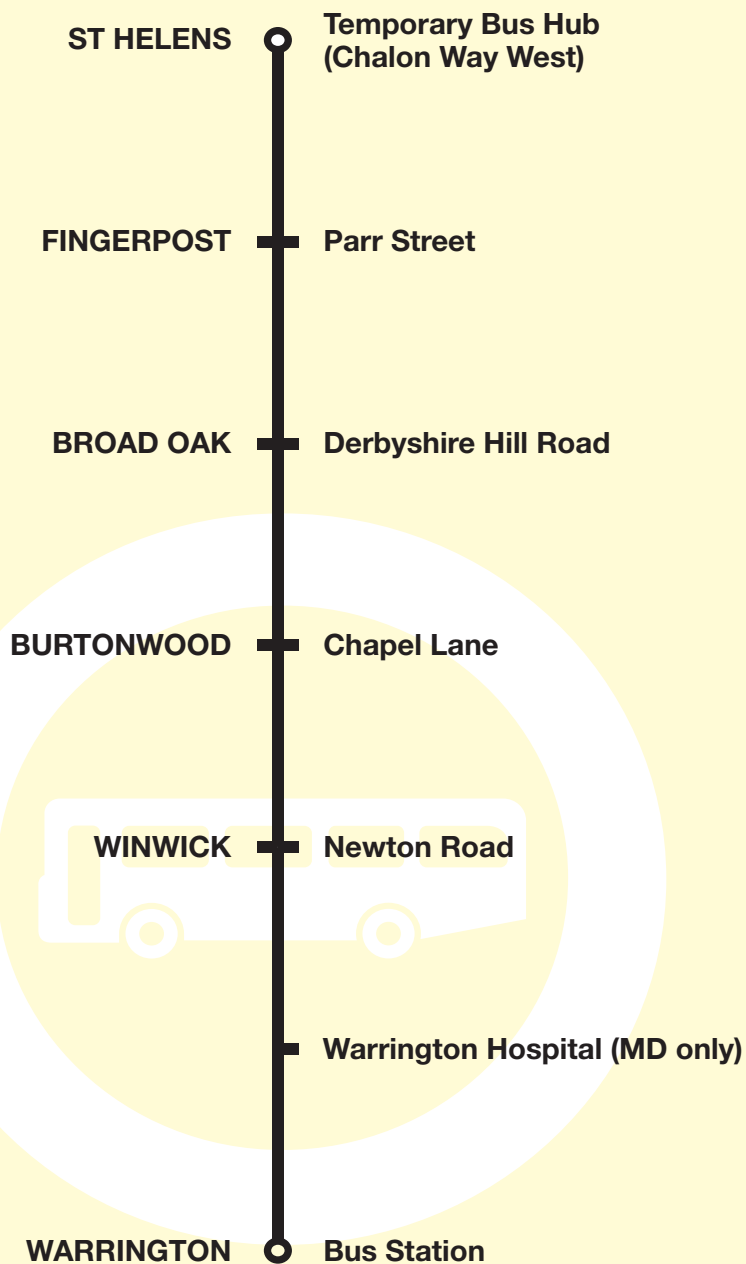 ST HELENS Temporary Bus Hub
(Chalon Way West)
FINGERPOST Parr Street
BROAD OAK Derbyshire Hill Road
BURTONWOOD Chapel Lane
WINWICK Newton Road
Warrington Hospital (MD only)
WARRINGTON Bus Station